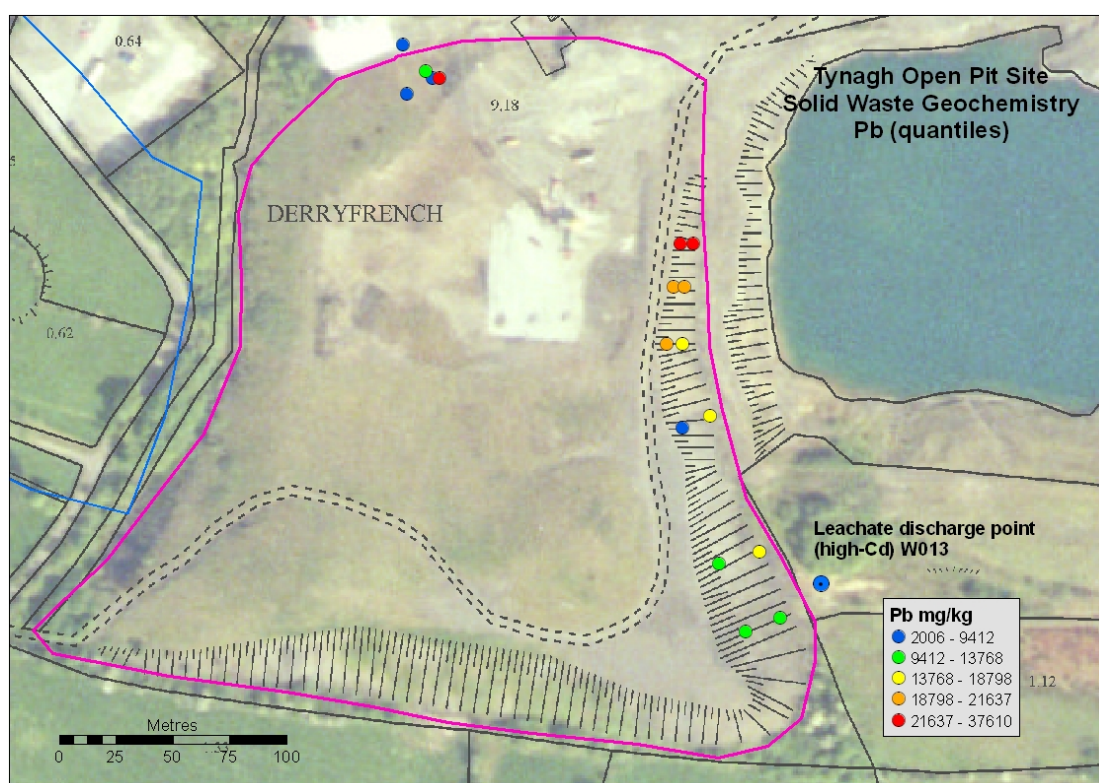 Tynagh Open Pit Site
Solid Waste Geochemistry
Pb (quantiles)
0.64
9.18
DERRYFRENCH
0.62
Leachate discharge point
(high-Cd) W013
Pb mg/kg
2006 - 9412
9412 - 13768
13768 - 18798
18798 - 21637
21637 - 37610
1.12
Metres
0 25 50 75 100